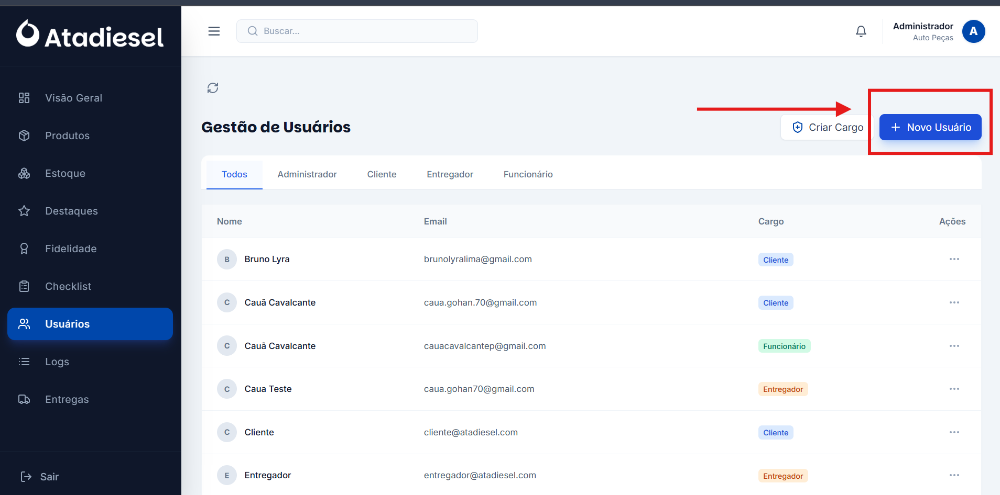 Atadiesel
Buscar...
Administrador
Auto Peças
A
Visão Geral
Produtos
Estoque
Destaques
Fidelidade
Checklist
Usuários
Logs
Entregas
Sair
Gestão de Usuários
Criar Cargo
Novo Usuário
Todos Administrador Cliente Entregador Funcionário
Nome Email Cargo Ações
B Bruno Lyra brunolyralima@gmail.com Cliente
C Cauã Cavalcante caua.gohan.70@gmail.com Cliente
C Cauã Cavalcante cauacavalcantep@gmail.com Funcionário
C Caua Teste caua.gohan70@gmail.com Entregador
C Cliente cliente@atadiesel.com Cliente
E Entregador entregador@atadiesel.com Entregador